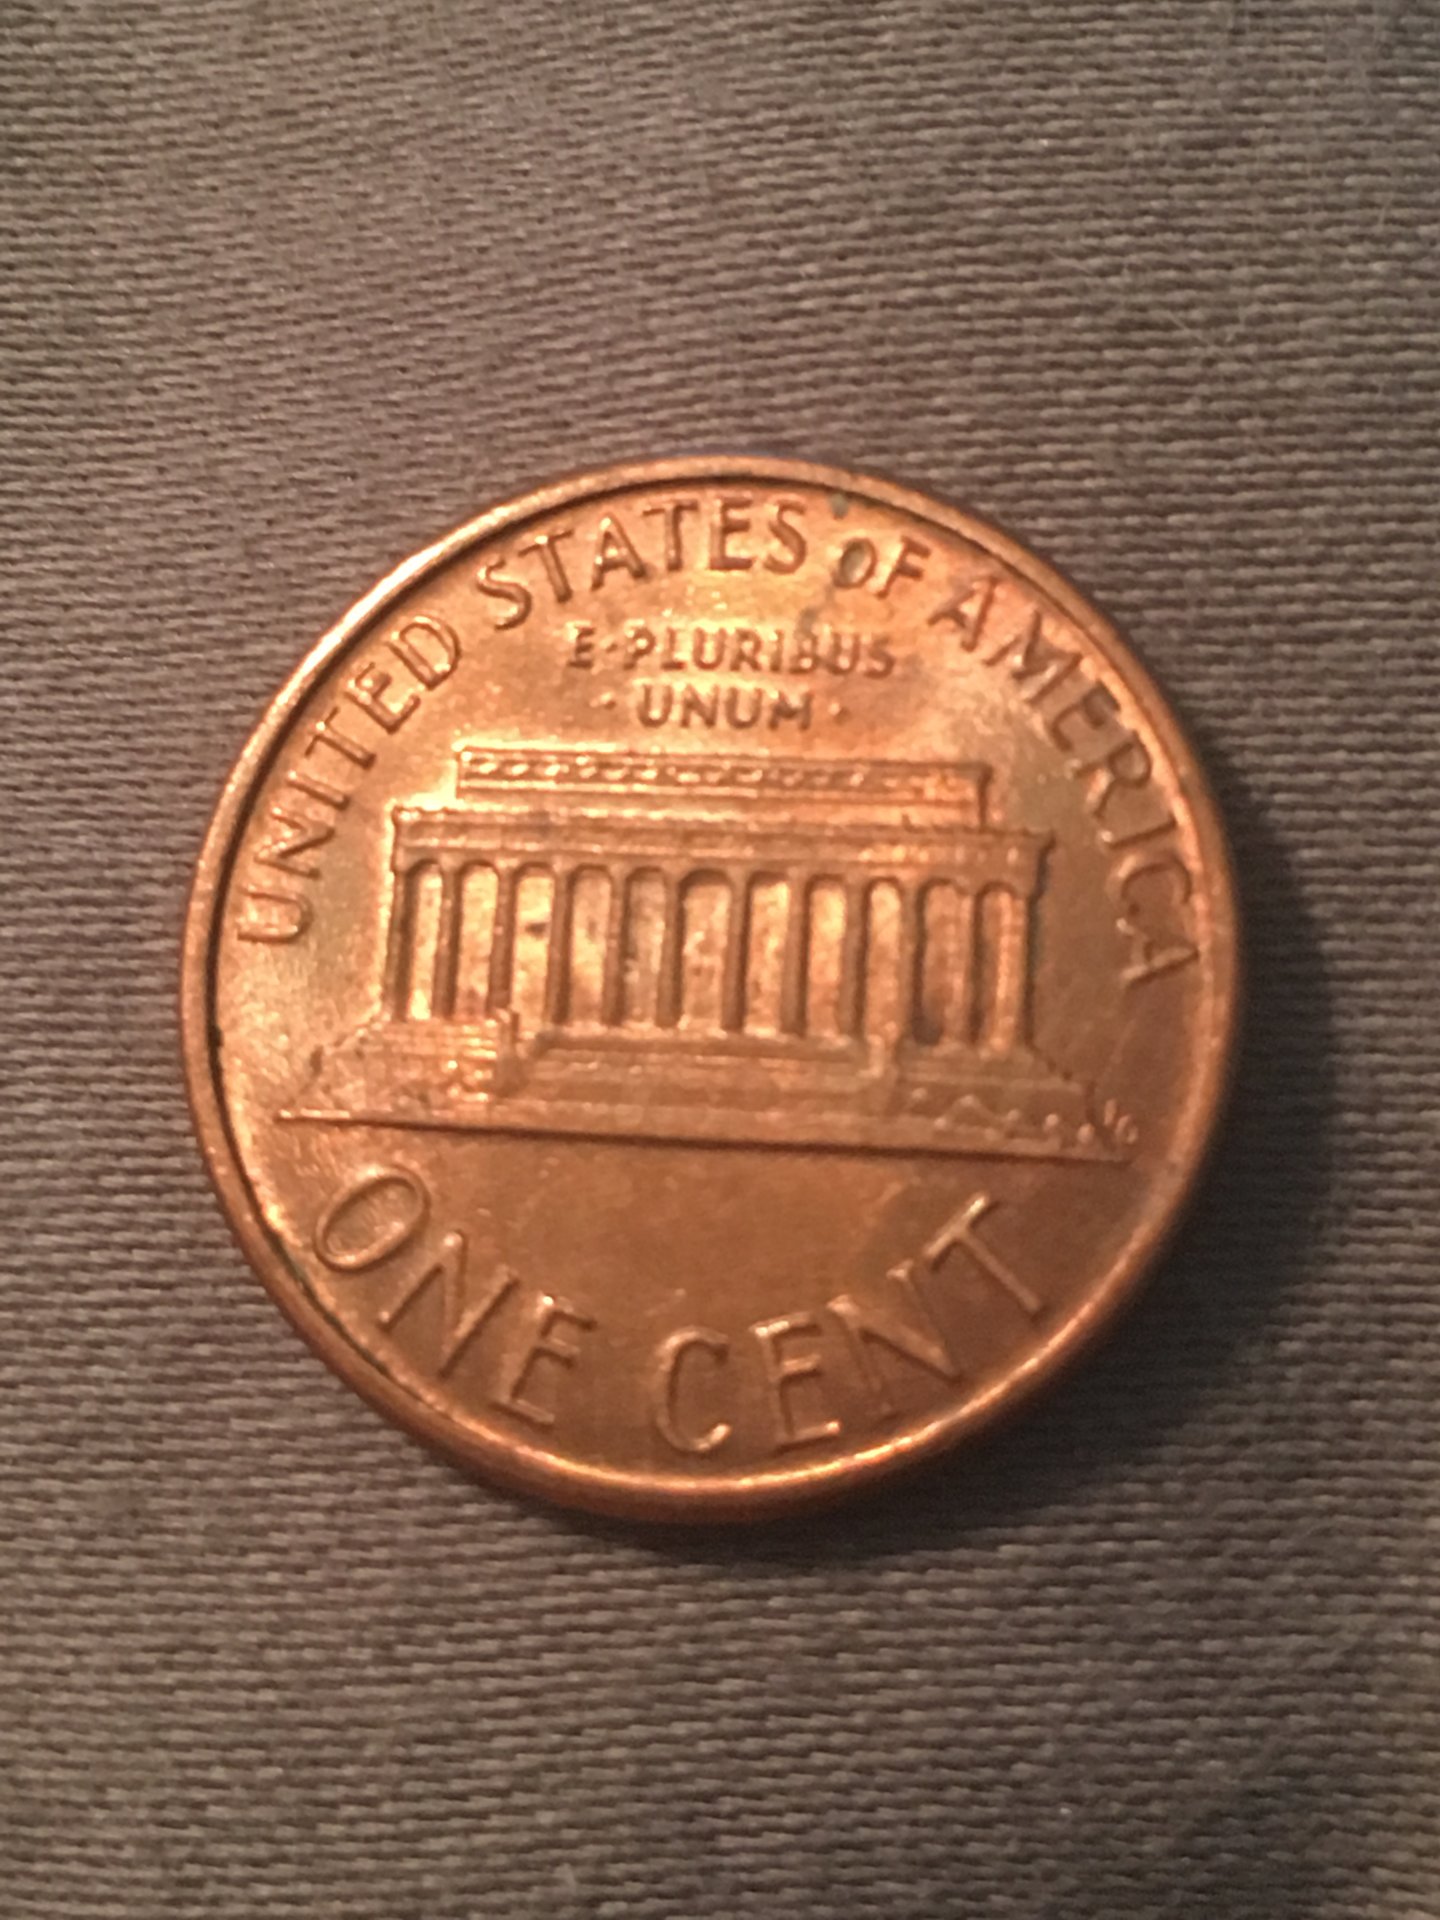 UNITED STATES OF AMERICA
E·PLURIBUS
·UNUM·
ONE CENT